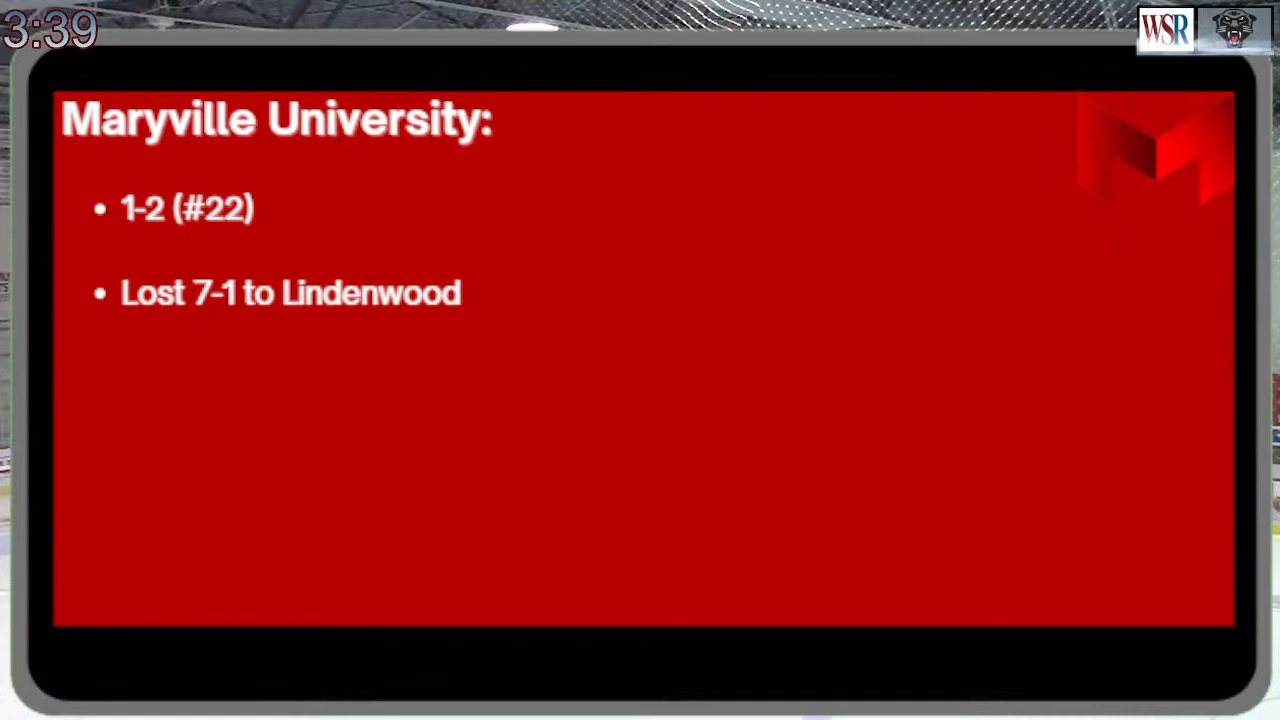 3:39
WSR
Maryville University:
• 1-2 (#22)
• Lost 7-1 to Lindenwood